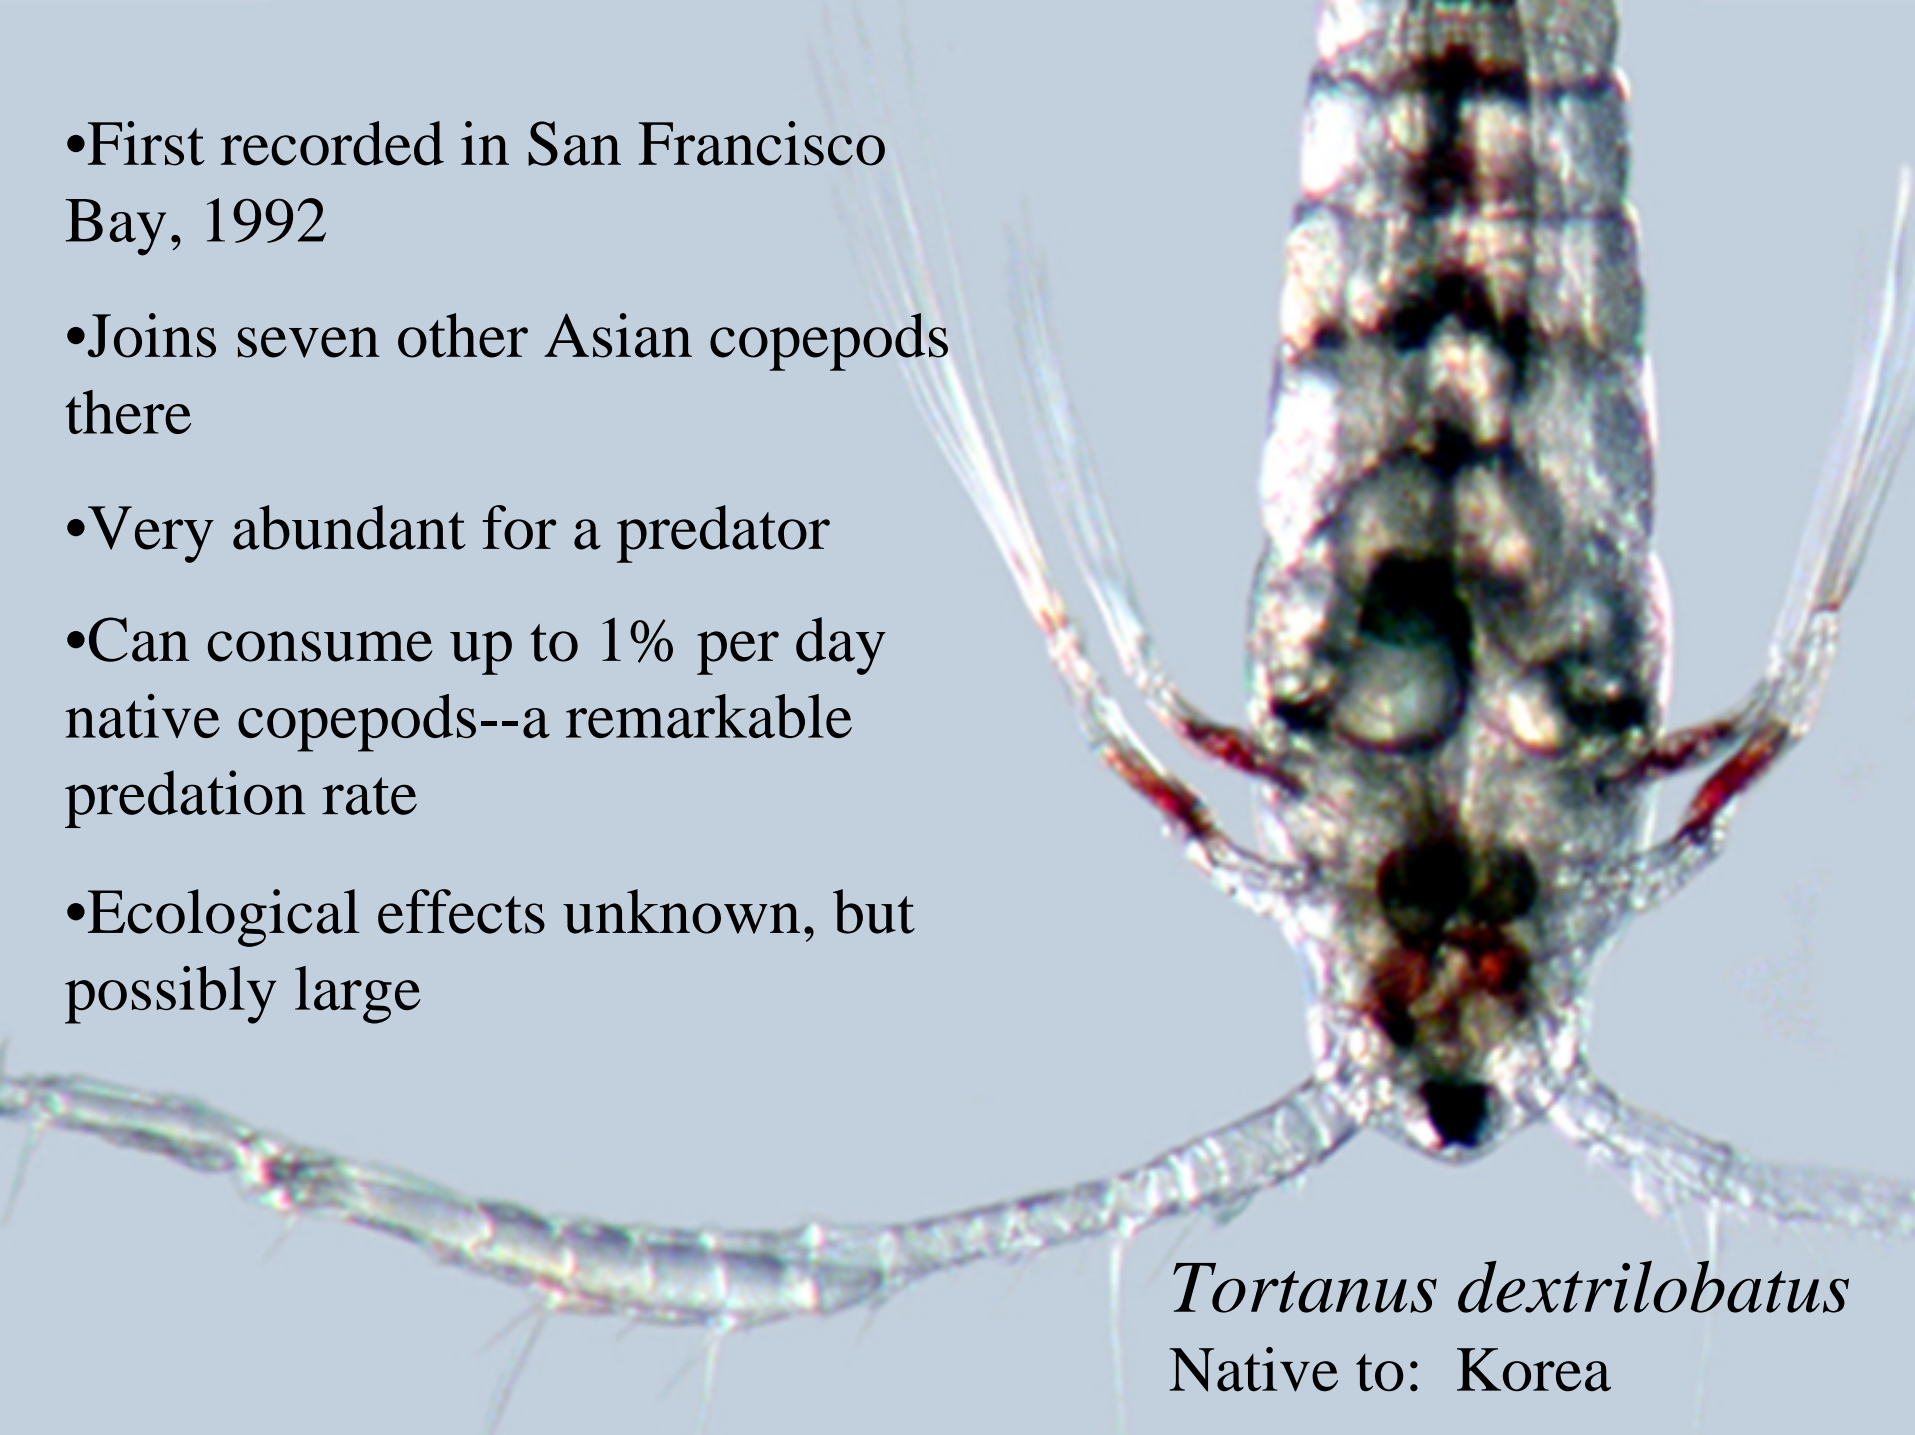 •First recorded in San Francisco
Bay, 1992
•Joins seven other Asian copepods
there
•Very abundant for a predator
•Can consume up to 1% per day
native copepods--a remarkable
predation rate
•Ecological effects unknown, but
possibly large
Tortanus dextrilobatus
Native to:  Korea